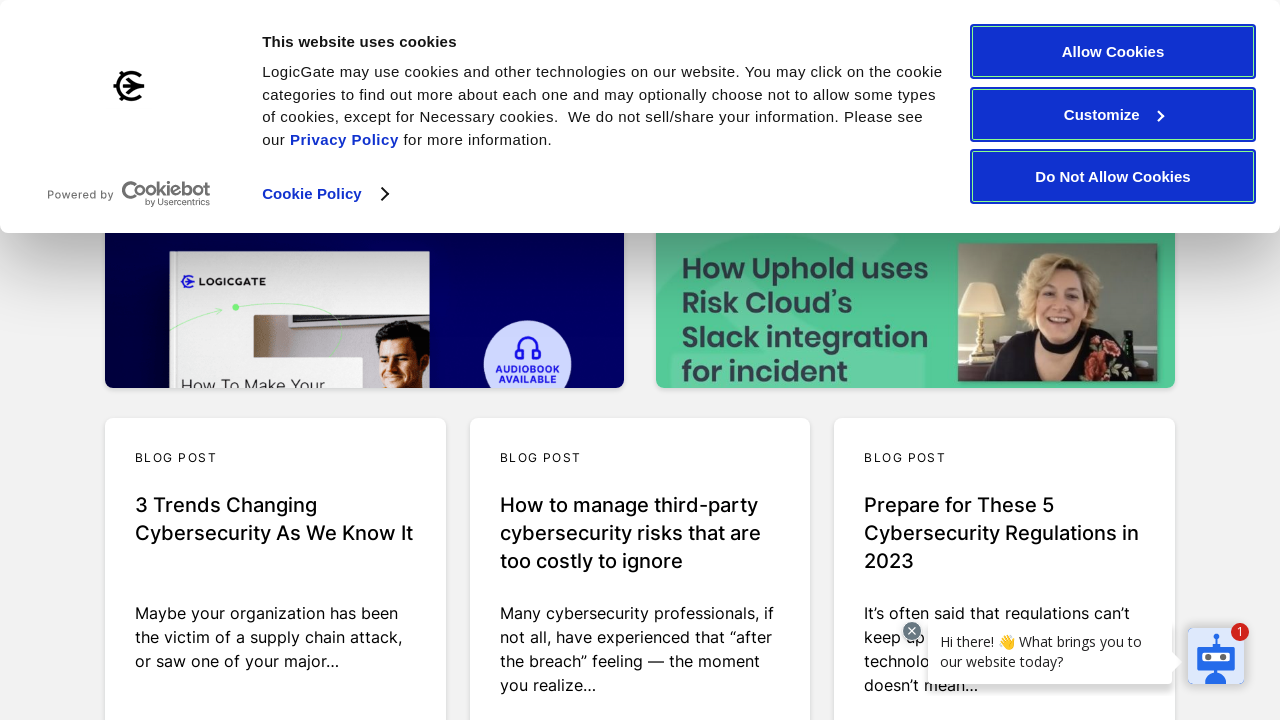 This website uses cookies
LogicGate may use cookies and other technologies on our website. You may click on the cookie
categories to find out more about each one and may optionally choose not to allow some types
of cookies, except for Necessary cookies.  We do not sell/share your information. Please see
our Privacy Policy for more information.
Cookie Policy
Powered by Cookiebot
by Usercentrics
Allow Cookies
Customize
Do Not Allow Cookies
LOGICGATE
How To Make Your
AUDIOBOOK
AVAILABLE
How Uphold uses
Risk Cloud's
Slack integration
for incident
BLOG POST
3 Trends Changing
Cybersecurity As We Know It
Maybe your organization has been
the victim of a supply chain attack,
or saw one of your major...
BLOG POST
How to manage third-party
cybersecurity risks that are
too costly to ignore
Many cybersecurity professionals, if
not all, have experienced that “after
the breach” feeling — the moment
you realize...
BLOG POST
Prepare for These 5
Cybersecurity Regulations in
2023
It’s often said that regulations can’t
keep up
technolo
doesn’t mean...
Hi there! 👋 What brings you to
our website today?
1